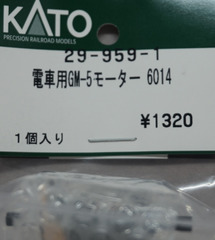 KATO
PRECISION RAILROAD MODELS
29-959-1
電車用GM-5モーター 6014
¥1320
1個入り